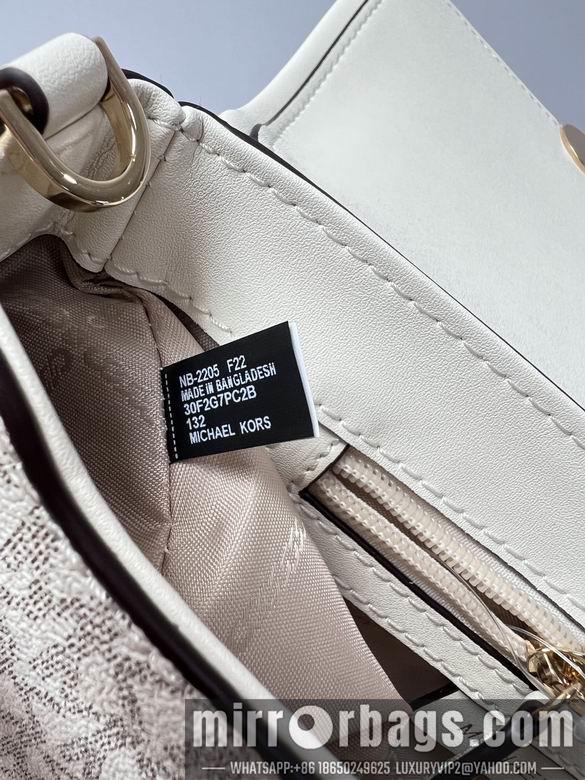 NB-2205 F22
MADE IN BANGLADESH
30F2G7PC2B
132
MICHAEL KORS
mirrorbags.com
WHATSAPP:+86 18650249625 LUXURYVIP2@YAHOO.COM